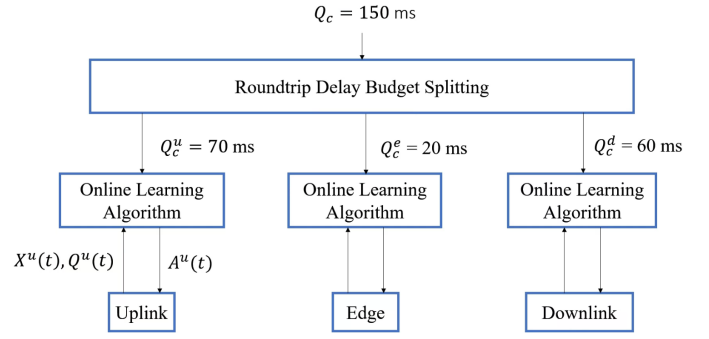 Q_c = 150 ms
Roundtrip Delay Budget Splitting
Q_c^u = 70 ms
Q_c^e = 20 ms
Q_c^d = 60 ms
Online Learning
Algorithm
Online Learning
Algorithm
Online Learning
Algorithm
X^u(t), Q^u(t)
A^u(t)
Uplink
Edge
Downlink